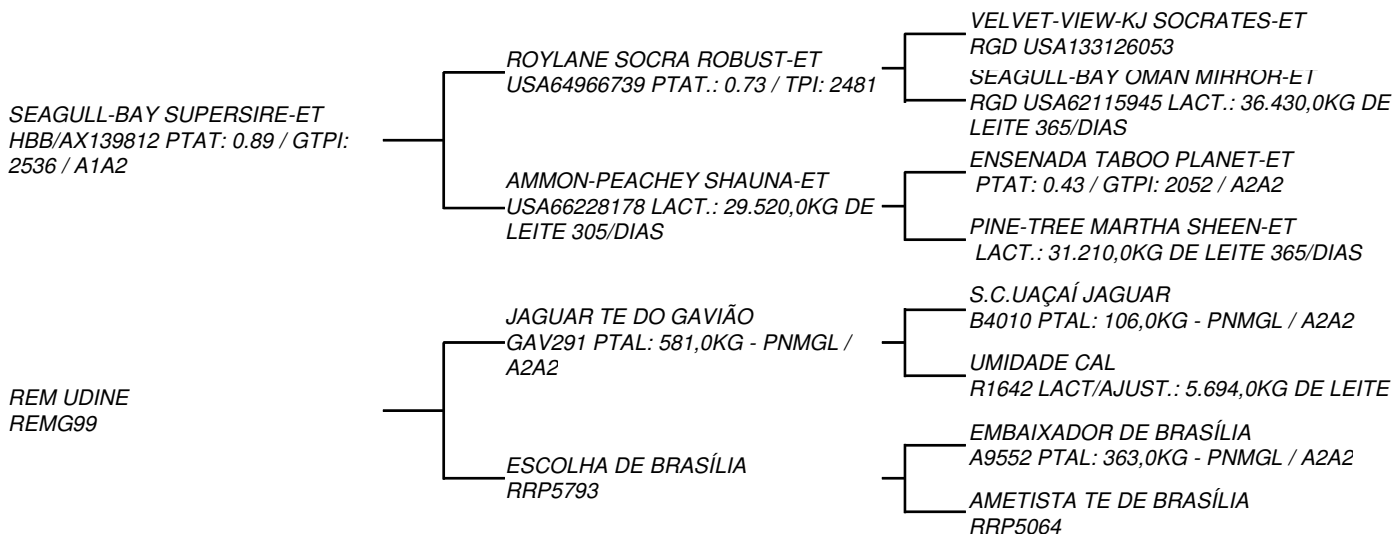 SEAGULL-BAY SUPERSIRE-ET
HBB/AX139812 PTAT: 0.89 / GTPI:
2536 / A1A2
REM UDINE
REMG99
ROYLANE SOCRA ROBUST-ET
USA64966739 PTAT.: 0.73 / TPI: 2481
AMMON-PEACHEY SHAUNA-ET
USA66228178 LACT.: 29.520,0KG DE
LEITE 305/DIAS
JAGUAR TE DO GAVIÃO
GAV291 PTAL: 581,0KG - PNMGL /
A2A2
ESCOLHA DE BRASÍLIA
RRP5793
VELVET-VIEW-KJ SOCRATES-ET
RGD USA133126053
SEAGULL-BAY OMAN MIRROR-ET
RGD USA62115945 LACT.: 36.430,0KG DE
LEITE 365/DIAS
ENSENADA TABOO PLANET-ET
PTAT: 0.43 / GTPI: 2052 / A2A2
PINE-TREE MARTHA SHEEN-ET
LACT.: 31.210,0KG DE LEITE 365/DIAS
S.C.UAÇAÍ JAGUAR
B4010 PTAL: 106,0KG - PNMGL / A2A2
UMIDADE CAL
R1642 LACT/AJUST.: 5.694,0KG DE LEITE
EMBAIXADOR DE BRASÍLIA
A9552 PTAL: 363,0KG - PNMGL / A2A2
AMETISTA TE DE BRASÍLIA
RRP5064